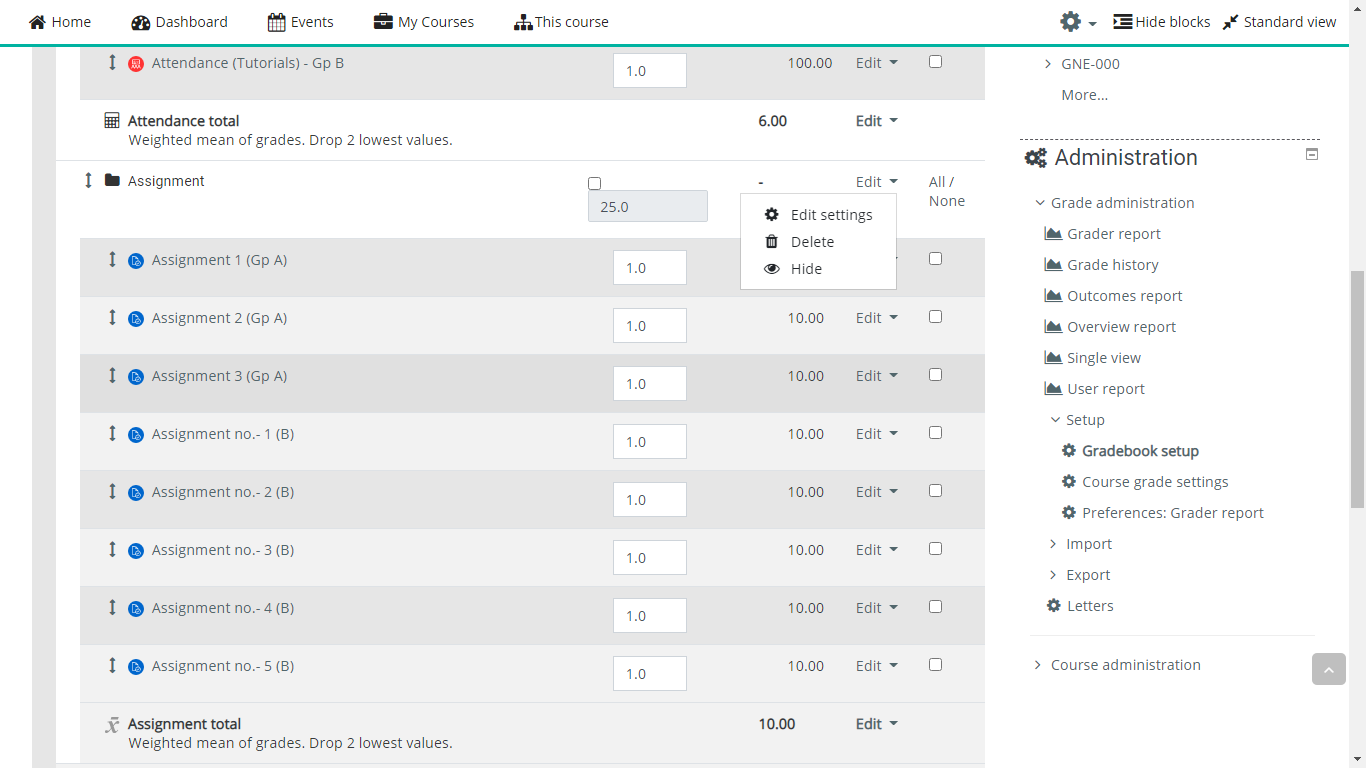 Home Dashboard Events My Courses This course Hide blocks Standard view
Attendance (Tutorials) - Gp B 1.0 100.00 Edit
Attendance total 6.00 Edit
Weighted mean of grades. Drop 2 lowest values.
Assignment - Edit All /
None
25.0
Edit settings
Delete
Hide
Assignment 1 (Gp A) 1.0
Assignment 2 (Gp A) 1.0 10.00 Edit
Assignment 3 (Gp A) 1.0 10.00 Edit
Assignment no.- 1 (B) 1.0 10.00 Edit
Assignment no.- 2 (B) 1.0 10.00 Edit
Assignment no.- 3 (B) 1.0 10.00 Edit
Assignment no.- 4 (B) 1.0 10.00 Edit
Assignment no.- 5 (B) 1.0 10.00 Edit
Assignment total 10.00 Edit
Weighted mean of grades. Drop 2 lowest values.
GNE-000
More...
Administration
Grade administration
Grader report
Grade history
Outcomes report
Overview report
Single view
User report
Setup
Gradebook setup
Course grade settings
Preferences: Grader report
Import
Export
Letters
Course administration